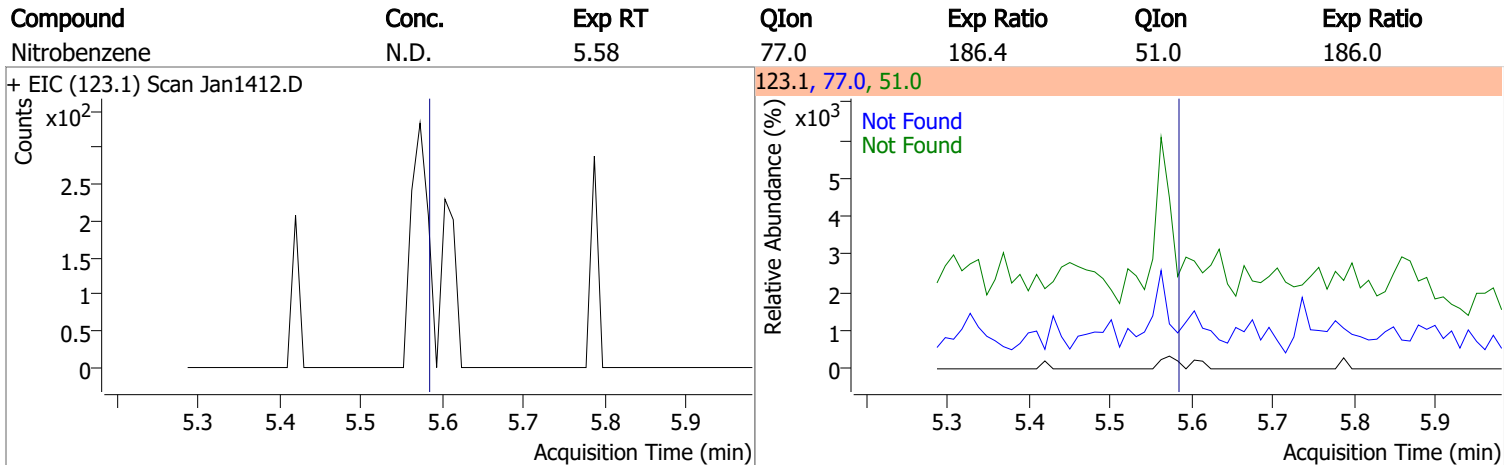 Compound Conc. Exp RT QIon Exp Ratio QIon Exp Ratio
Nitrobenzene N.D. 5.58 77.0 186.4 51.0 186.0
+ EIC (123.1) Scan Jan1412.D
Counts
x10²
2.5
2
1.5
1
0.5
0
5.3 5.4 5.5 5.6 5.7 5.8 5.9
Acquisition Time (min)
123.1, 77.0, 51.0
Relative Abundance (%)
x10³
Not Found
Not Found
5
4
3
2
1
0
5.3 5.4 5.5 5.6 5.7 5.8 5.9
Acquisition Time (min)